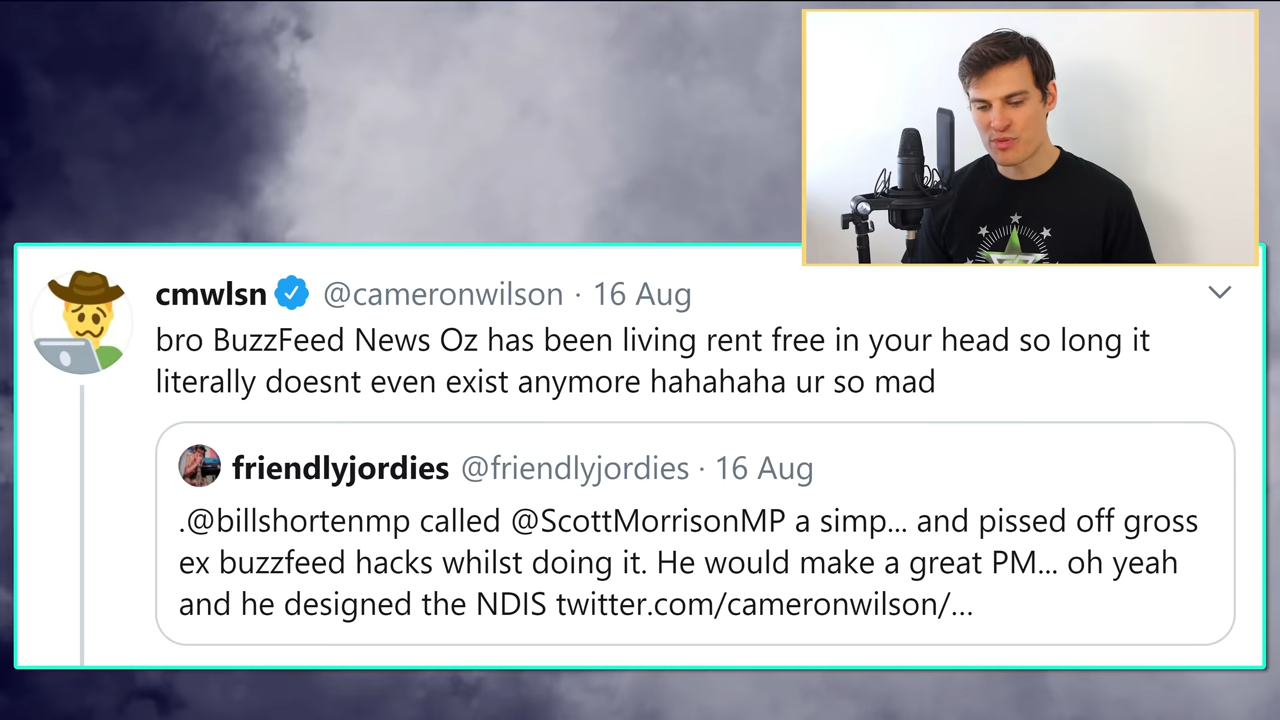 cmwlsn @cameronwilson · 16 Aug
bro BuzzFeed News Oz has been living rent free in your head so long it
literally doesnt even exist anymore hahahaha ur so mad
friendlyjordies @friendlyjordies · 16 Aug
.@billshortenmp called @ScottMorrisonMP a simp... and pissed off gross
ex buzzfeed hacks whilst doing it. He would make a great PM... oh yeah
and he designed the NDIS twitter.com/cameronwilson/...